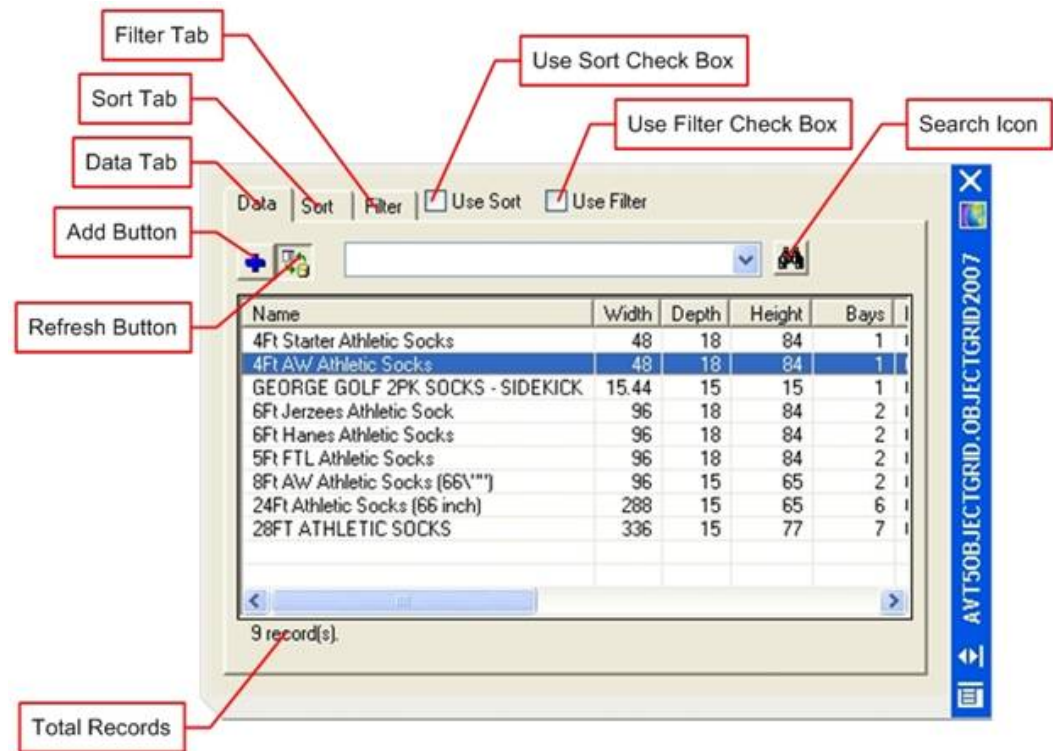 Filter Tab
Use Sort Check Box
Sort Tab
Use Filter Check Box
Search Icon
Data Tab
Data Sort Filter Use Sort Use Filter
Add Button
Refresh Button
Name Width Depth Height Bays
4Ft Starter Athletic Socks 48 18 84 1
4Ft AW Athletic Socks 48 18 84 1
GEORGE GOLF 2PK SOCKS - SIDEKICK 15.44 15 15 1
6Ft Jerzees Athletic Sock 96 18 84 2
6Ft Hanes Athletic Socks 96 18 84 2
5Ft FTL Athletic Socks 96 18 84 2
8Ft AW Athletic Socks (66\"") 96 15 65 2
24Ft Athletic Socks (66 inch) 288 15 65 6
28FT ATHLETIC SOCKS 336 15 77 7
9 record(s).
Total Records
AVT5OBJECTGRID.OBJECTGRID2007